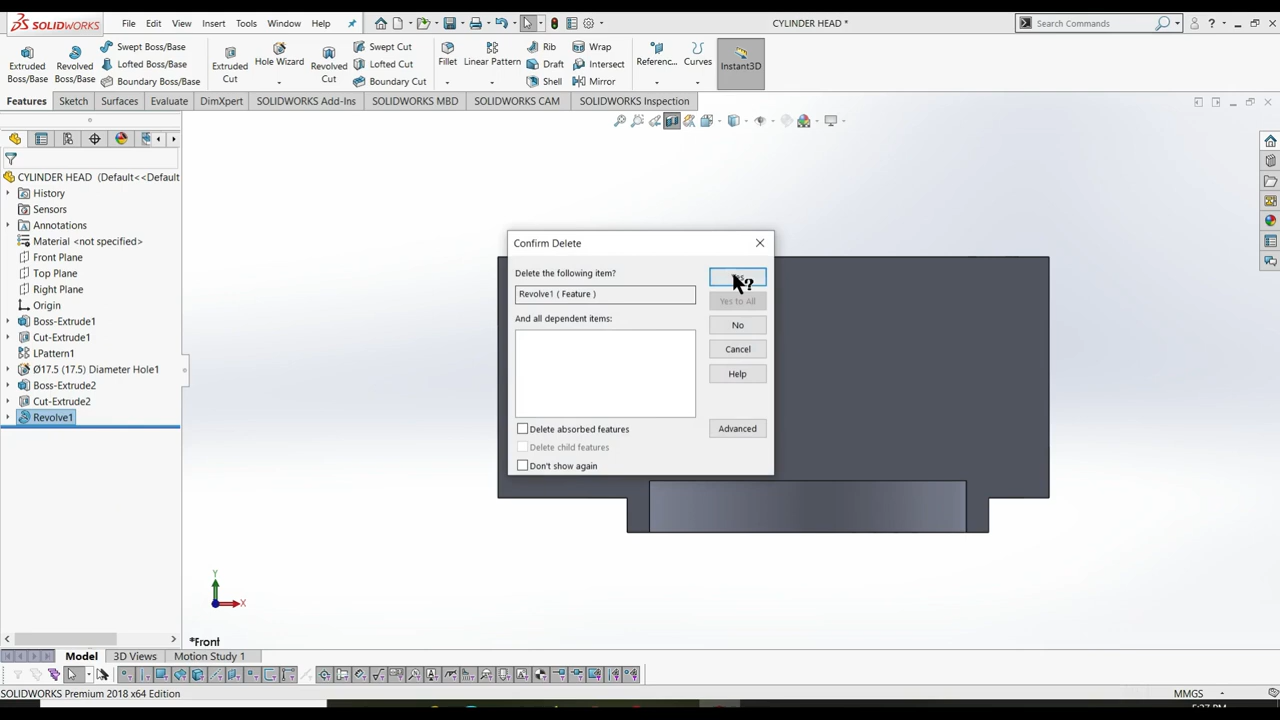 SOLIDWORKS File Edit View Insert Tools Window Help CYLINDER HEAD * Search Commands
Extruded Boss/Base
Revolved Boss/Base
Swept Boss/Base
Lofted Boss/Base
Boundary Boss/Base
Extruded Cut
Hole Wizard
Revolved Cut
Swept Cut
Lofted Cut
Boundary Cut
Fillet
Linear Pattern
Rib
Draft
Shell
Wrap
Intersect
Mirror
Referenc...
Curves
Instant3D
Features Sketch Surfaces Evaluate DimXpert SOLIDWORKS Add-Ins SOLIDWORKS MBD SOLIDWORKS CAM SOLIDWORKS Inspection
CYLINDER HEAD (Default<<Default
History
Sensors
Annotations
Material <not specified>
Front Plane
Top Plane
Right Plane
Origin
Boss-Extrude1
Cut-Extrude1
LPattern1
Ø17.5 (17.5) Diameter Hole1
Boss-Extrude2
Cut-Extrude2
Revolve1
Confirm Delete
Delete the following item?
Revolve1 ( Feature )
And all dependent items:
Yes to All
No
Cancel
Help
Advanced
Delete absorbed features
Delete child features
Don't show again
Y
X
*Front
Model 3D Views Motion Study 1
SOLIDWORKS Premium 2018 x64 Edition MMGS